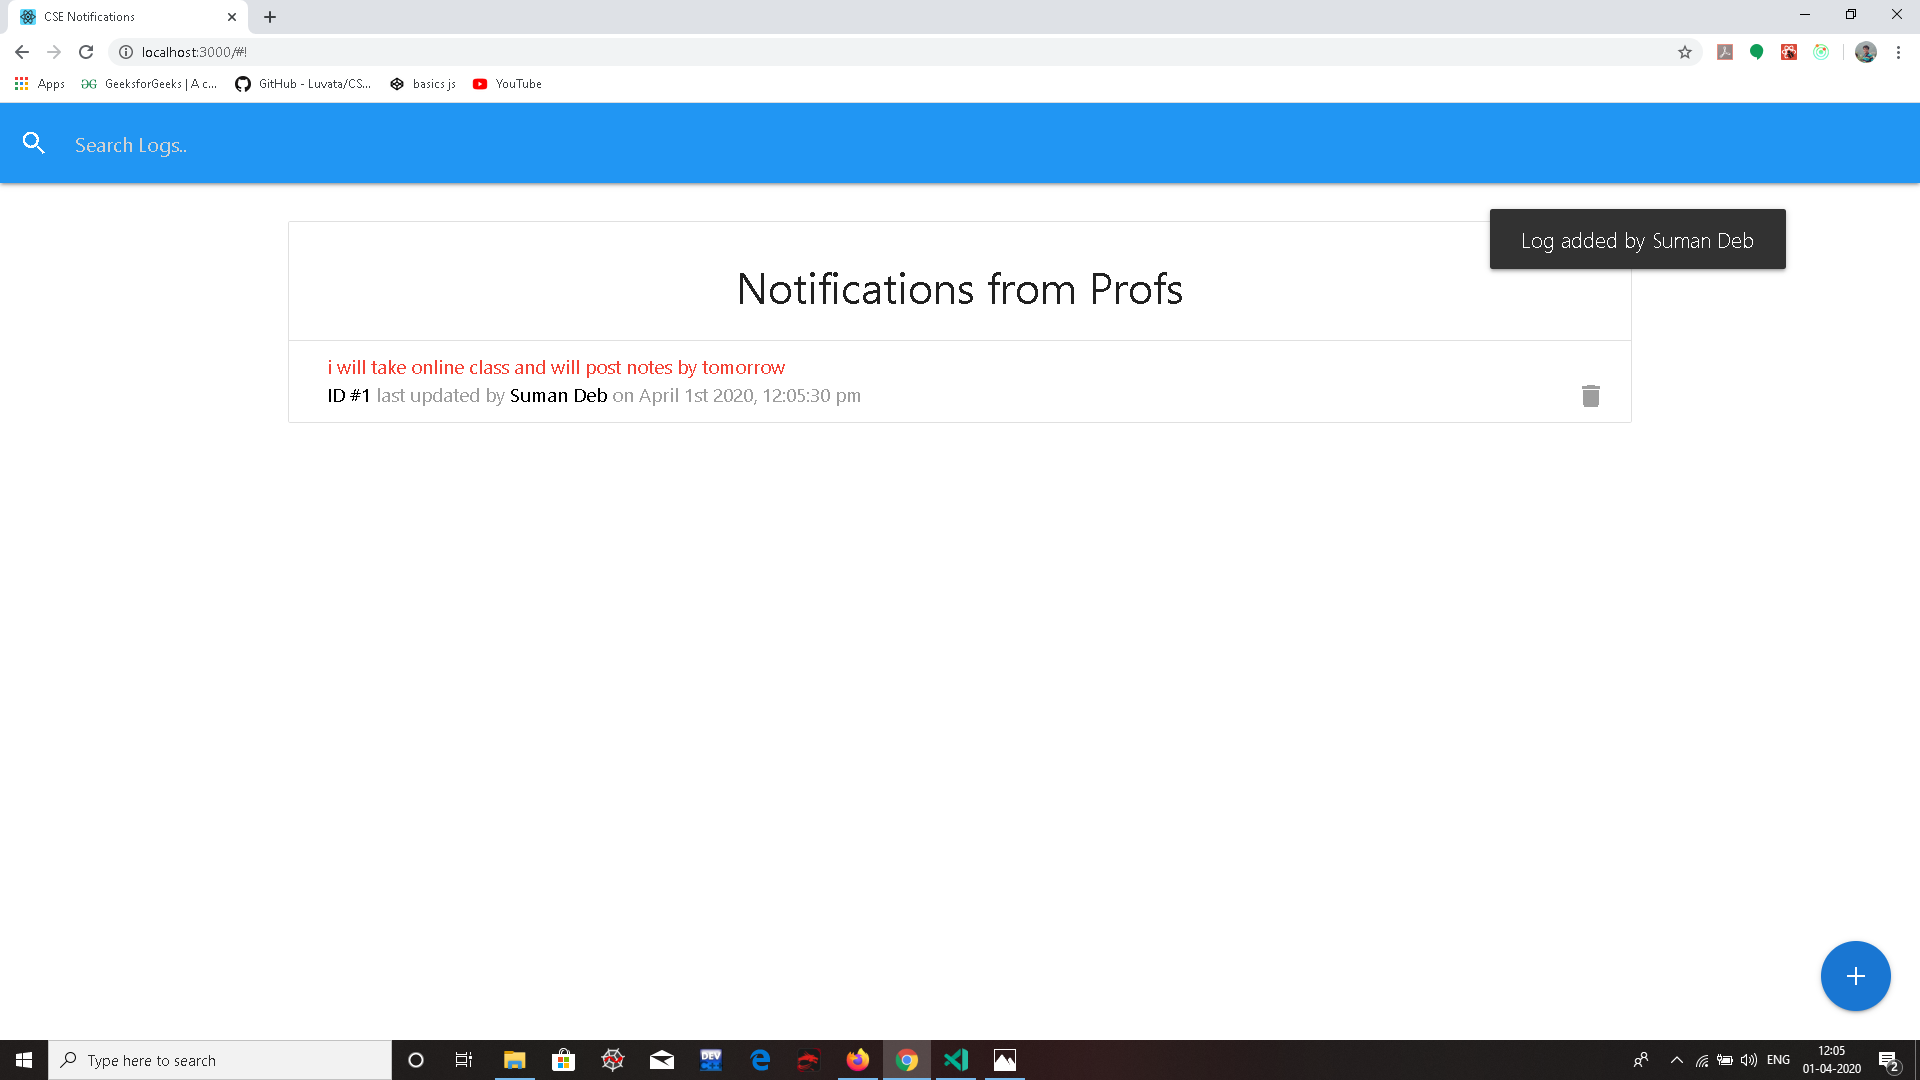 CSE Notifications
localhost:3000/#!
Apps
GeeksforGeeks | A c...
GitHub - Luvata/CS...
basics js
YouTube
Search Logs..
Log added by Suman Deb
Notifications from Profs
i will take online class and will post notes by tomorrow
ID #1 last updated by Suman Deb on April 1st 2020, 12:05:30 pm
Type here to search
DEV
ENG
12:05
01-04-2020
2